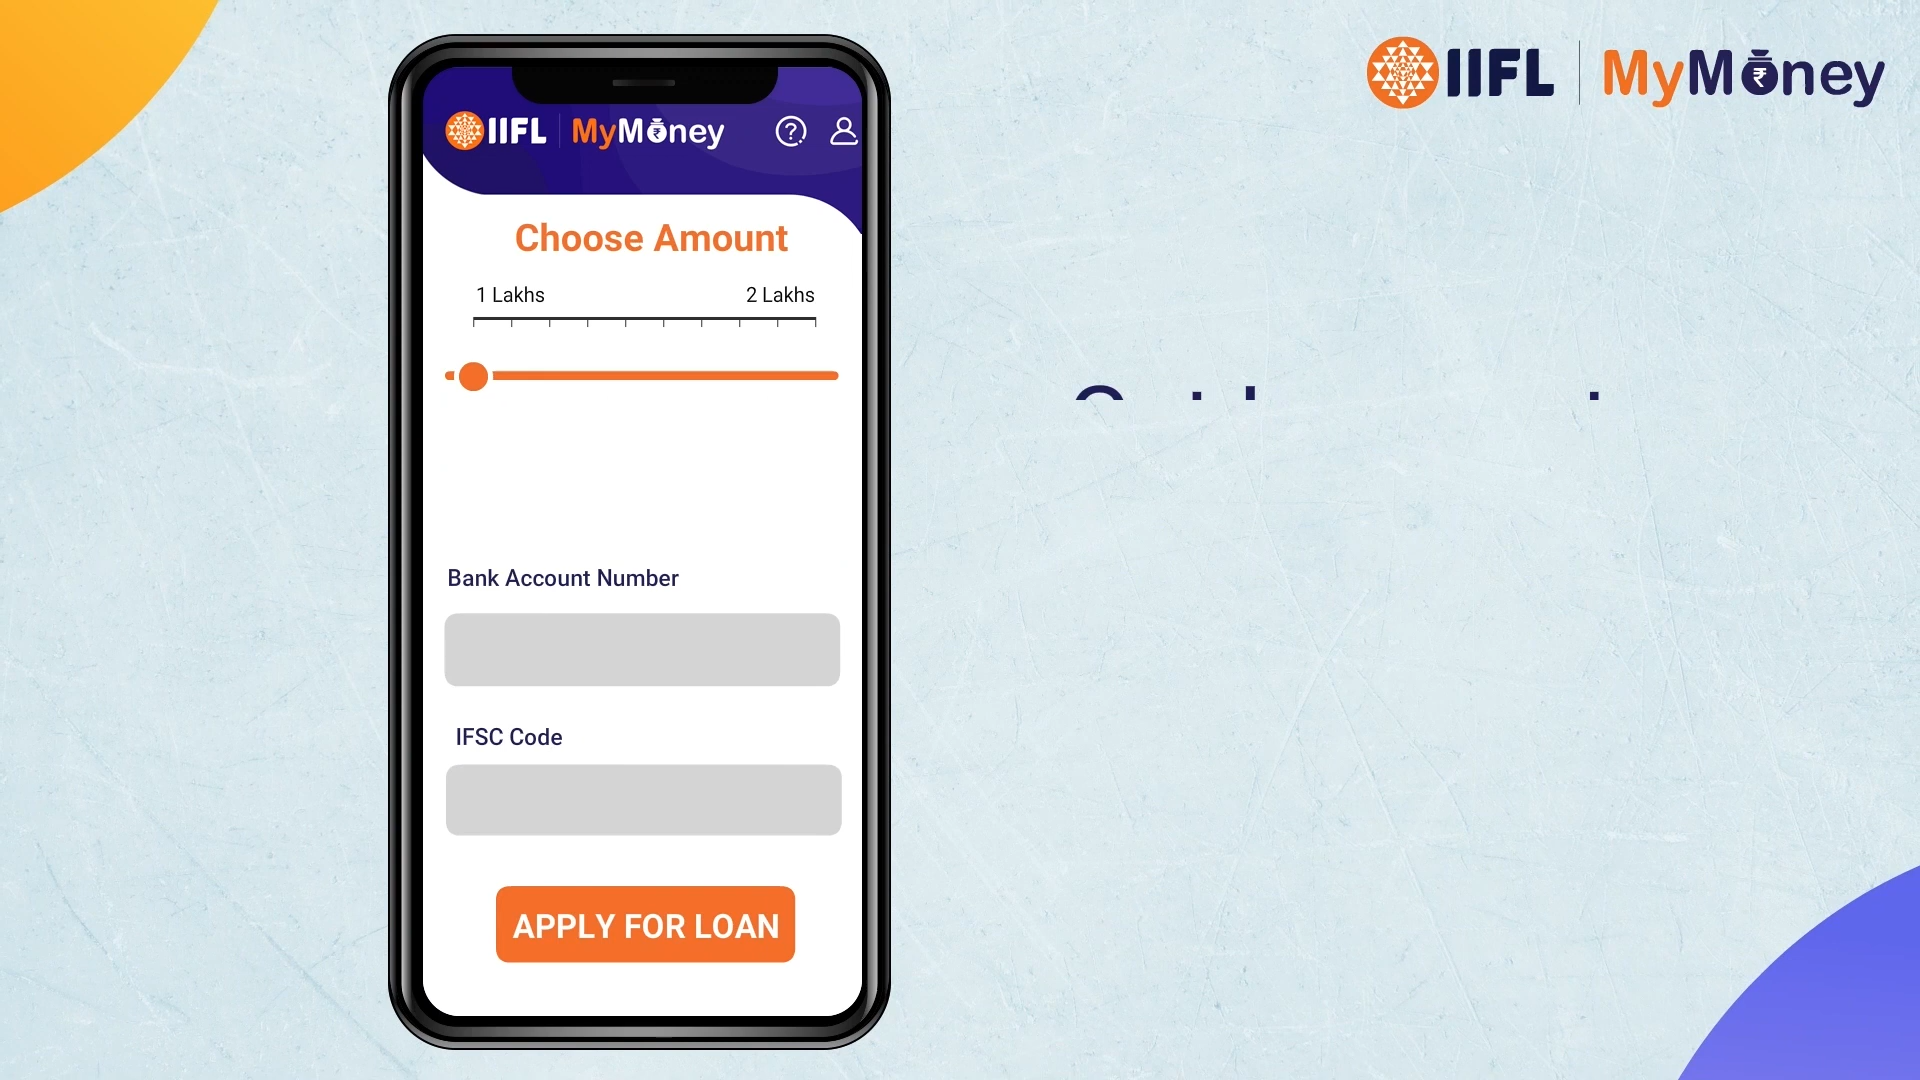 IIFL MyMoney
IIFL MyMoney
Choose Amount
1 Lakhs 2 Lakhs
Bank Account Number
IFSC Code
APPLY FOR LOAN